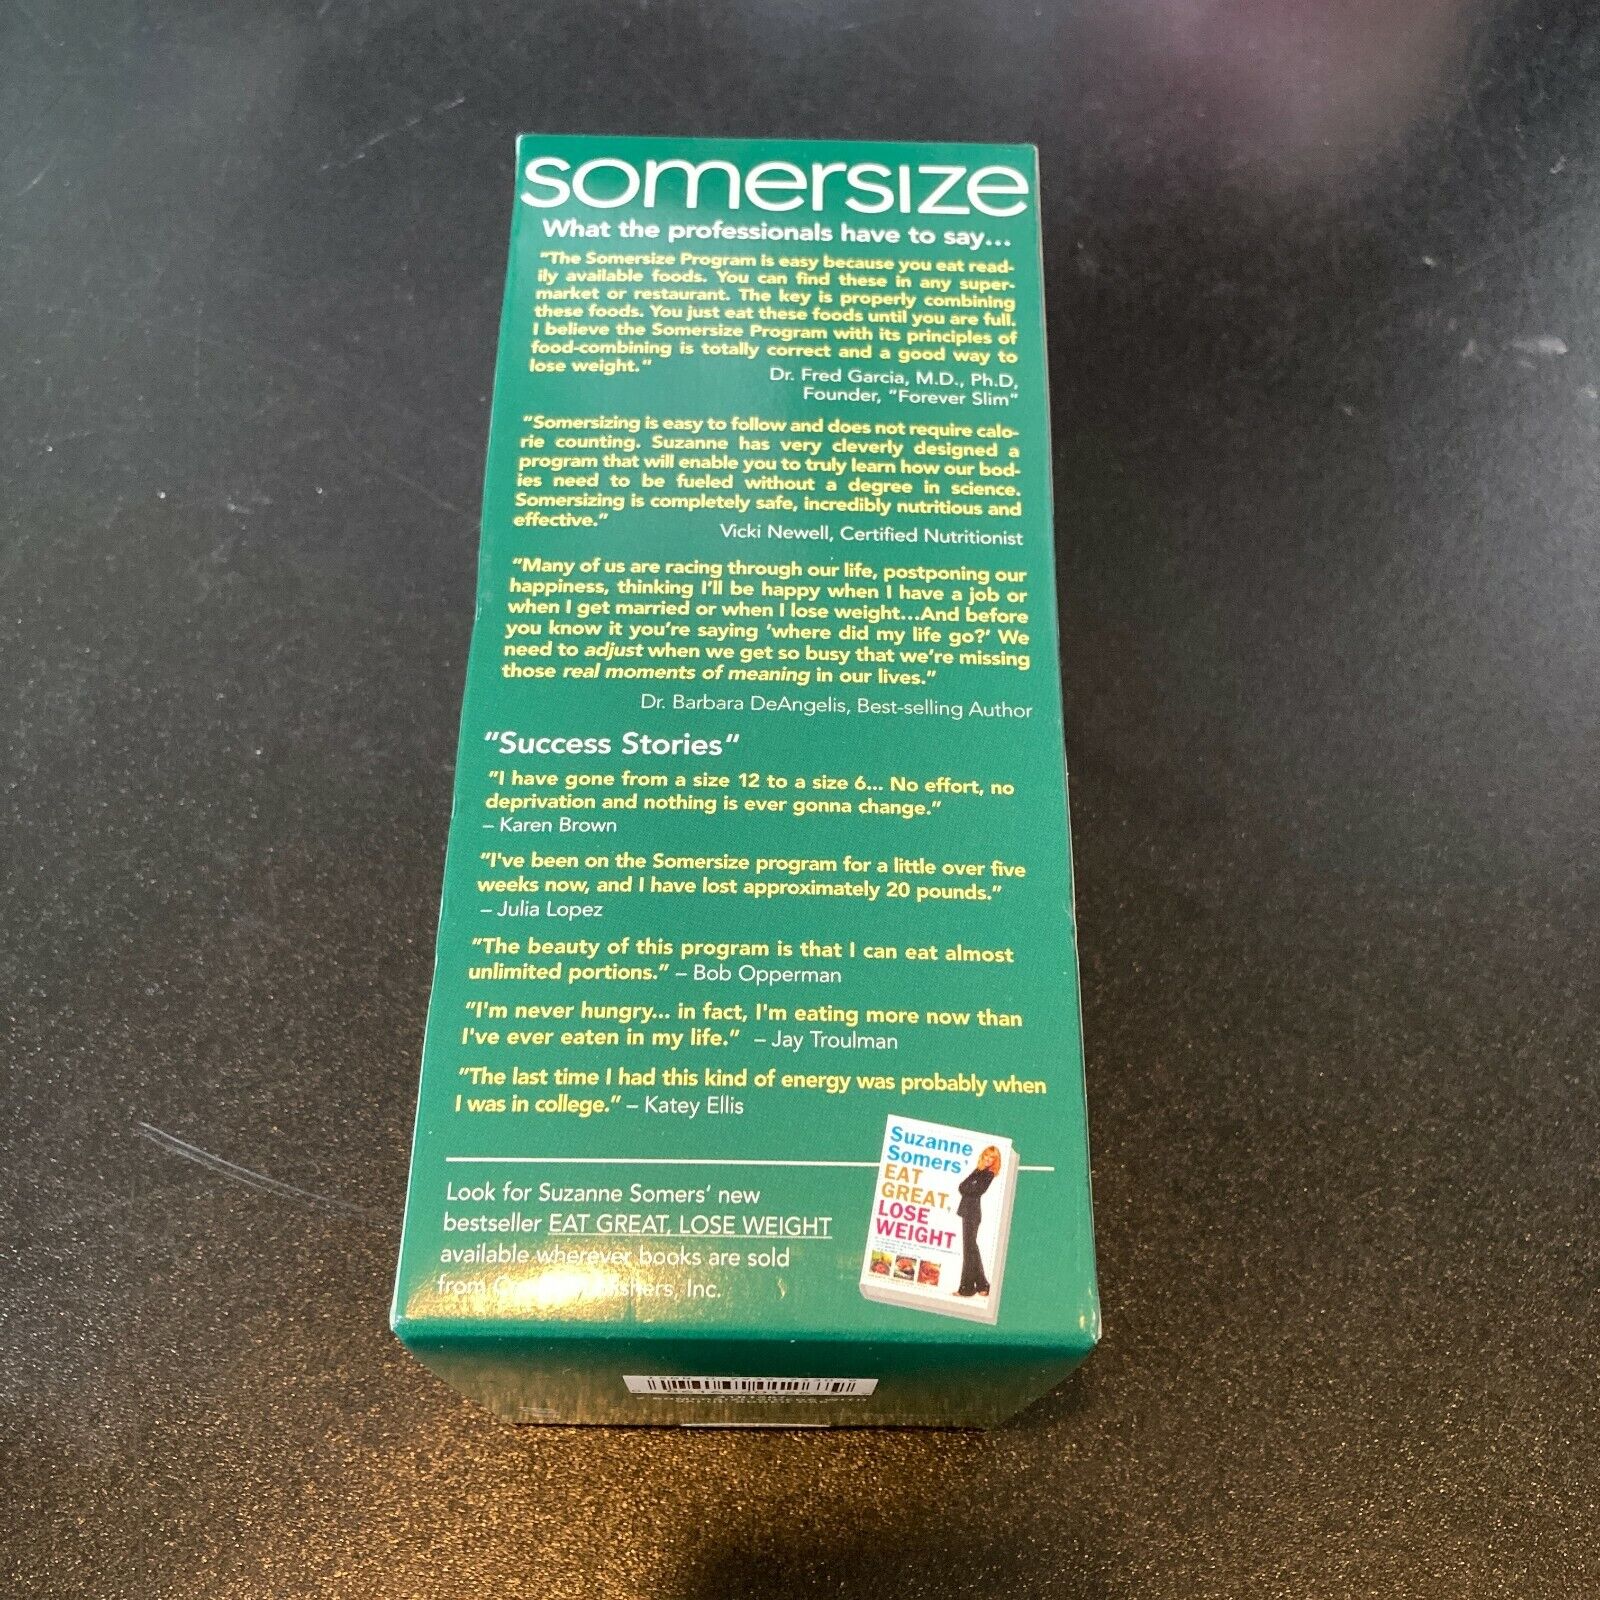 somersize
What the professionals have to say...
"The Somersize Program is easy because you eat read-
ily available foods. You can find these in any super-
market or restaurant. The key is properly combining
these foods. You just eat these foods until you are full.
I believe the Somersize Program with its principles of
food-combining is totally correct and a good way to
lose weight."
Dr. Fred Garcia, M.D., Ph.D,
Founder, "Forever Slim"
"Somersizing is easy to follow and does not require calo-
rie counting. Suzanne has very cleverly designed a
program that will enable you to truly learn how our bod-
ies need to be fueled without a degree in science.
Somersizing is completely safe, incredibly nutritious and
effective."
Vicki Newell, Certified Nutritionist
"Many of us are racing through our life, postponing our
happiness, thinking I'll be happy when I have a job or
when I get married or when I lose weight...And before
you know it you're saying 'where did my life go?' We
need to adjust when we get so busy that we're missing
those real moments of meaning in our lives."
Dr. Barbara DeAngelis, Best-selling Author
"Success Stories"
"I have gone from a size 12 to a size 6... No effort, no
deprivation and nothing is ever gonna change."
– Karen Brown
"I've been on the Somersize program for a little over five
weeks now, and I have lost approximately 20 pounds."
– Julia Lopez
"The beauty of this program is that I can eat almost
unlimited portions." – Bob Opperman
"I'm never hungry... in fact, I'm eating more now than
I've ever eaten in my life." – Jay Troulman
"The last time I had this kind of energy was probably when
I was in college." – Katey Ellis
Look for Suzanne Somers' new
bestseller EAT GREAT, LOSE WEIGHT
available wherever books are sold
from Inc.
Suzanne
Somers'
EAT
GREAT,
LOSE
WEIGHT